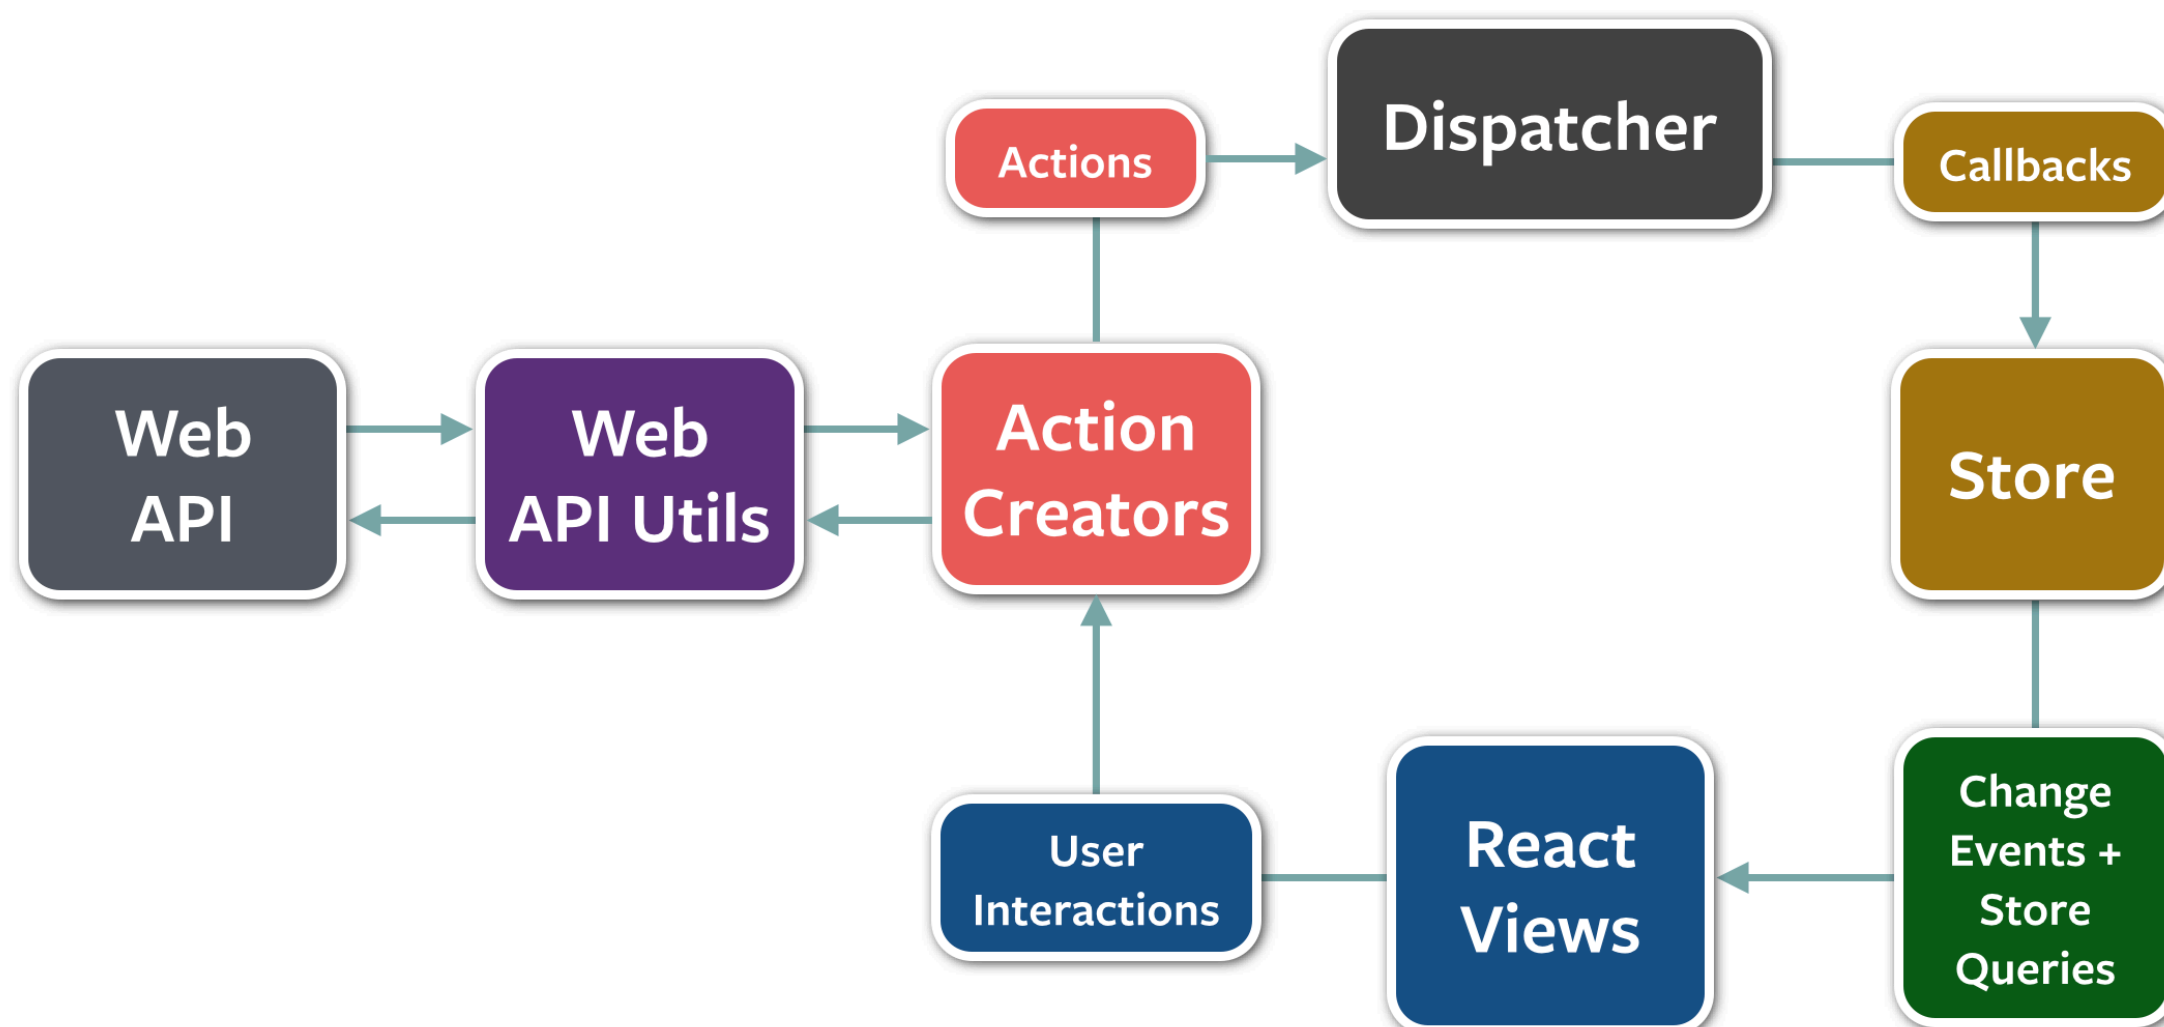 Dispatcher
Actions
Callbacks
Web
API
Web
API Utils
Action
Creators
Store
User
Interactions
React
Views
Change
Events +
Store
Queries